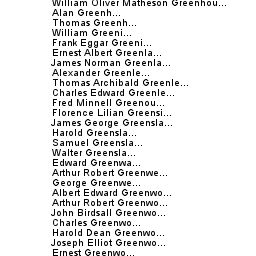 William Oliver Matheson Greenhou...
Alan Greenh...
Thomas Greenh...
William Greeni...
Frank Eggar Greeni...
Ernest Albert Greenla...
James Norman Greenla...
Alexander Greenle...
Thomas Archibald Greenle...
Charles Edward Greenle...
Fred Minnell Greenou...
Florence Lilian Greensi...
James George Greensla...
Harold Greensla...
Samuel Greensla...
Walter Greensla...
Edward Greenwa...
Arthur Robert Greenwe...
George Greenwe...
Albert Edward Greenwo...
Arthur Robert Greenwo...
John Birdsall Greenwo...
Charles Greenwo...
Harold Dean Greenwo...
Joseph Elliot Greenwo...
Ernest Greenwo...